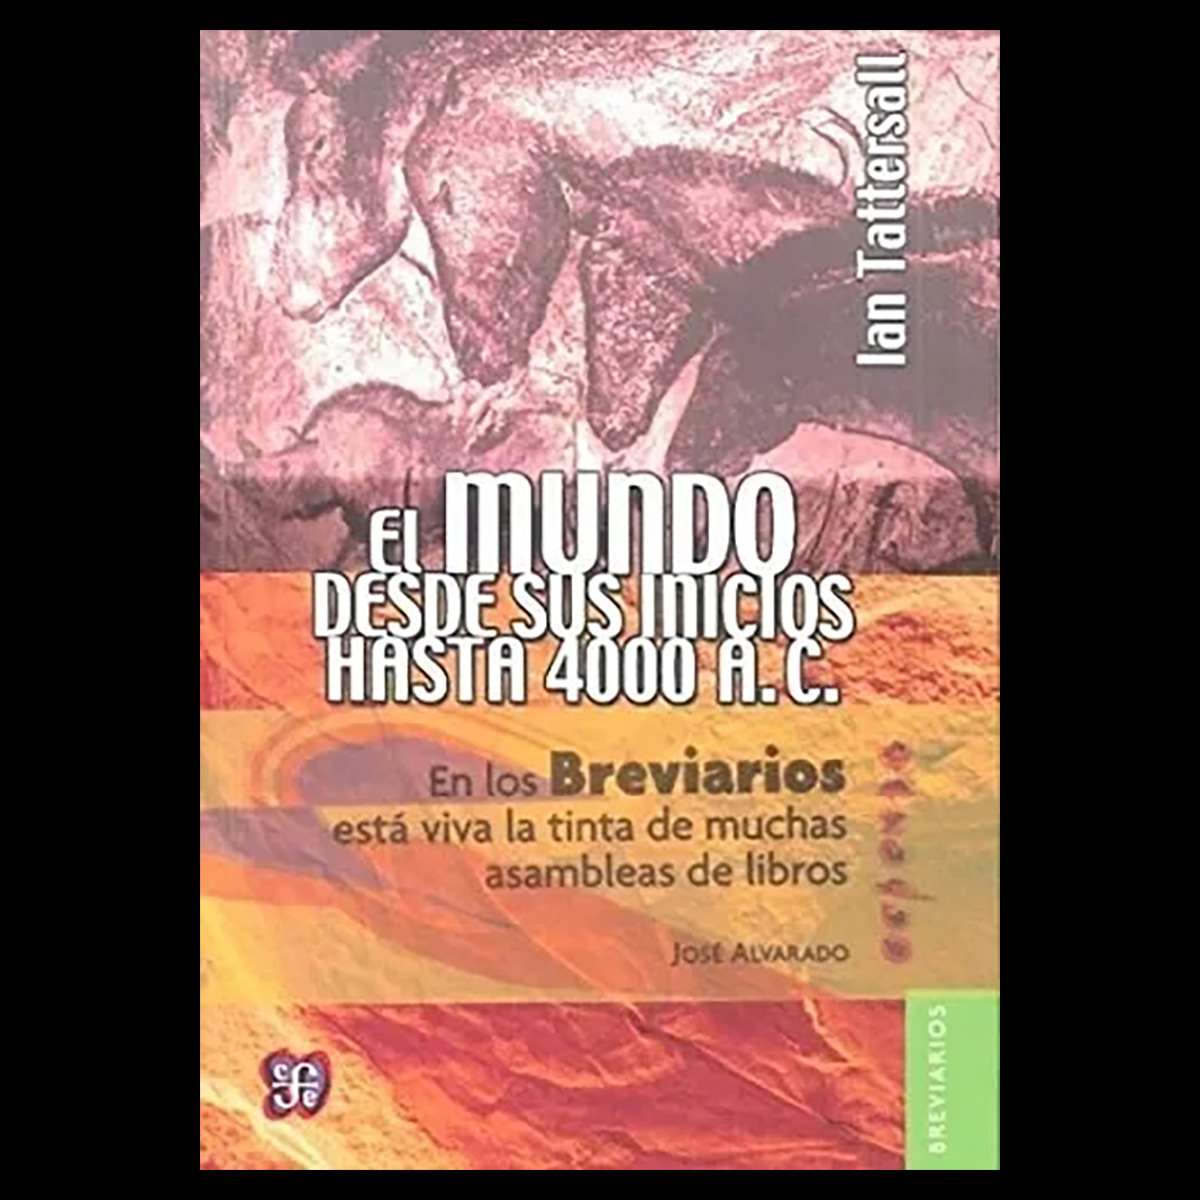 Ian Tattersall
El MUNDO
DESDE SUS INICIOS
HASTA 4000 A.C.
En los Breviarios
está viva la tinta de muchas
asambleas de libros
JOSÉ ALVARADO
BREVIARIOS
cfe